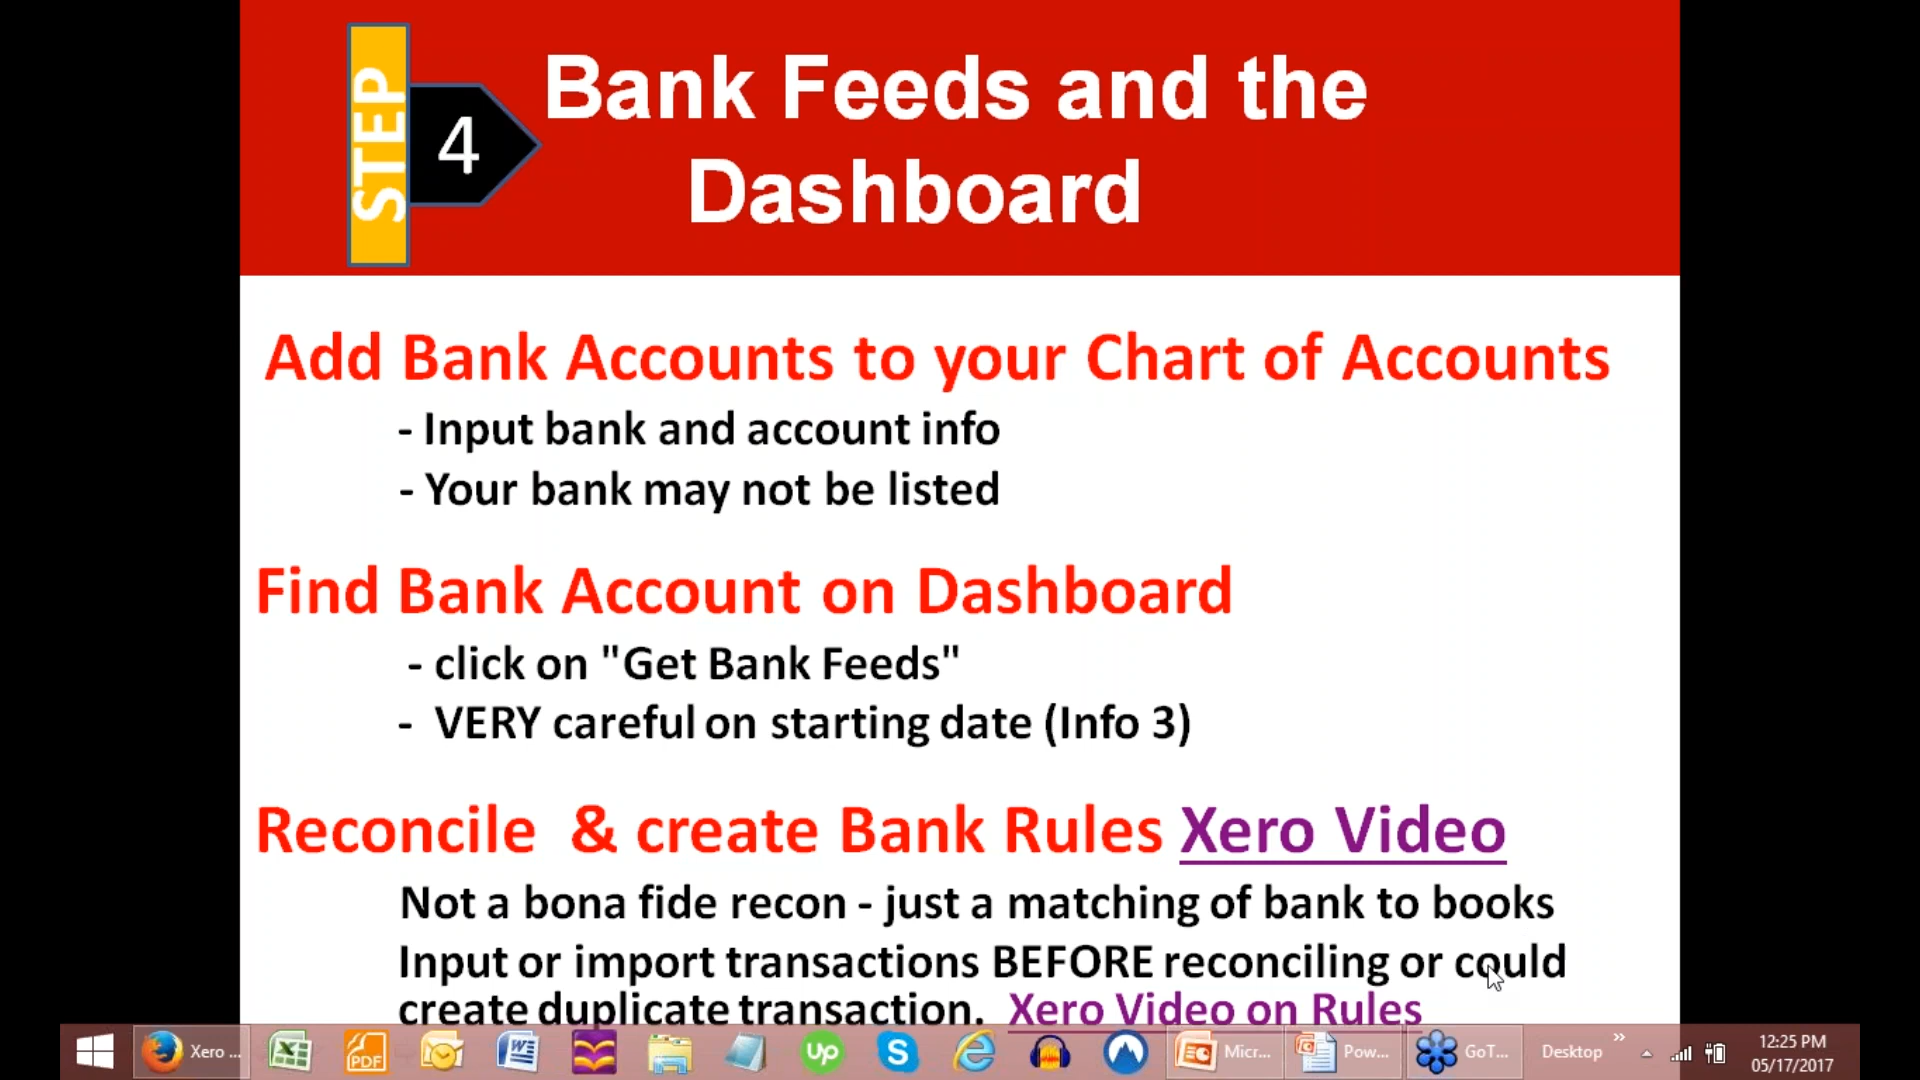 STEP
4
Bank Feeds and the
Dashboard
Add Bank Accounts to your Chart of Accounts
- Input bank and account info
- Your bank may not be listed
Find Bank Account on Dashboard
- click on "Get Bank Feeds"
- VERY careful on starting date (Info 3)
Reconcile & create Bank Rules Xero Video
Not a bona fide recon - just a matching of bank to books
Input or import transactions BEFORE reconciling or could
create duplicate transaction. Xero Video on Rules
Xero ...
PDF
Up
S
Micr...
Pow...
GoT...
Desktop
»
12:25 PM
05/17/2017